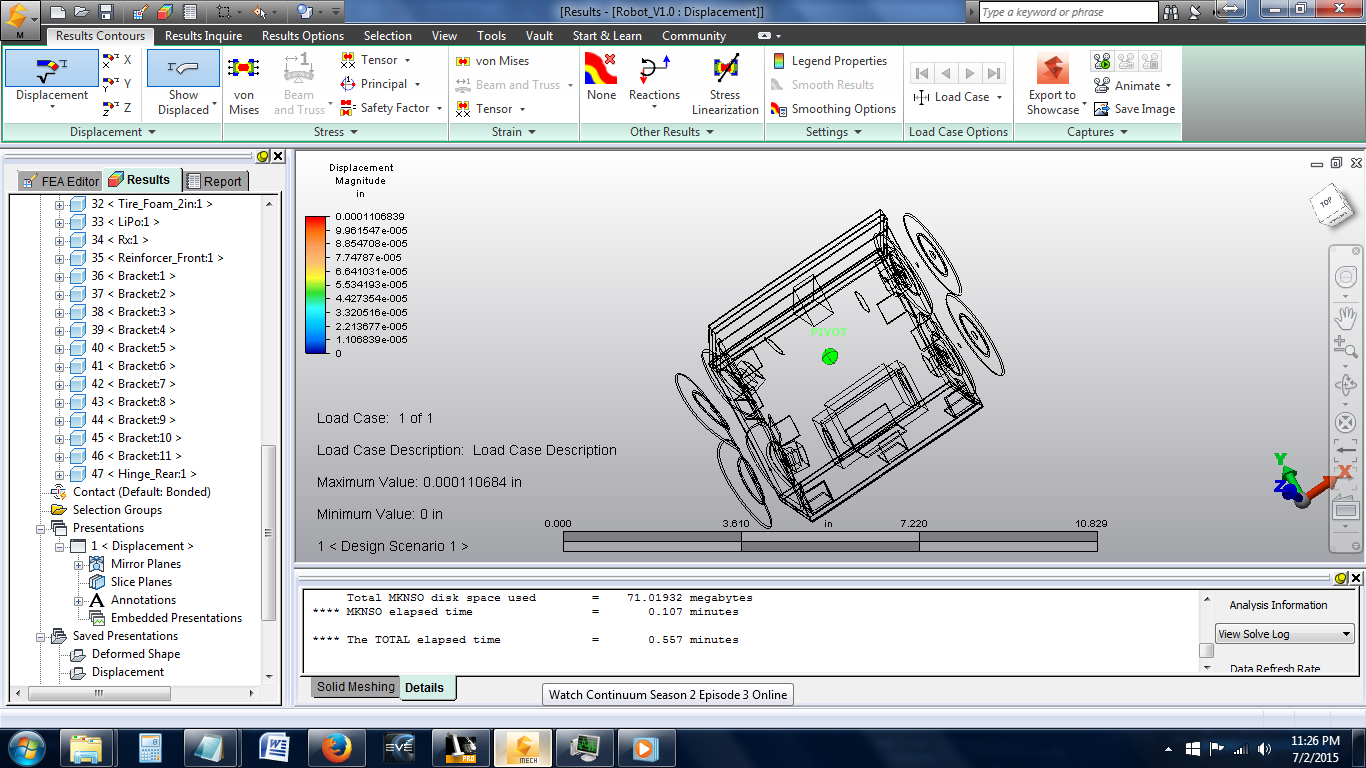 [Results - [Robot_V1.0 : Displacement]]
Type a keyword or phrase
M
Results Contours
Results Inquire
Results Options
Selection
View
Tools
Vault
Start & Learn
Community
Displacement
X
Y
Z
Show Displaced
Displacement
von Mises
Beam and Truss
Tensor
Principal
Safety Factor
Stress
von Mises
Beam and Truss
Tensor
Strain
None
Reactions
Stress Linearization
Other Results
Legend Properties
Smooth Results
Smoothing Options
Settings
Load Case
Load Case Options
Export to Showcase
Animate
Save Image
Captures
FEA Editor
Results
Report
32 < Tire_Foam_2in:1 >
33 < LiPo:1 >
34 < Rx:1 >
35 < Reinforcer_Front:1 >
36 < Bracket:1 >
37 < Bracket:2 >
38 < Bracket:3 >
39 < Bracket:4 >
40 < Bracket:5 >
41 < Bracket:6 >
42 < Bracket:7 >
43 < Bracket:8 >
44 < Bracket:9 >
45 < Bracket:10 >
46 < Bracket:11 >
47 < Hinge_Rear:1 >
Contact (Default: Bonded)
Selection Groups
Presentations
1 < Displacement >
Mirror Planes
Slice Planes
Annotations
Embedded Presentations
Saved Presentations
Deformed Shape
Displacement
Displacement
Magnitude
in
0.0001106839
9.961547e-005
8.854708e-005
7.74787e-005
6.641031e-005
5.534193e-005
4.427354e-005
3.320516e-005
2.213677e-005
1.106839e-005
0
Load Case: 1 of 1
Load Case Description: Load Case Description
Maximum Value: 0.000110684 in
Minimum Value: 0 in
1 < Design Scenario 1 >
PIVOT
TOP
Y
X
Z
0.000 3.610 in 7.220 10.829
Total MKNSO disk space used = 71.01932 megabytes
**** MKNSO elapsed time = 0.107 minutes
**** The TOTAL elapsed time = 0.557 minutes
Analysis Information
View Solve Log
Data Refresh Rate
Solid Meshing
Details
Watch Continuum Season 2 Episode 3 Online
EVE
PRO
MECH
11:26 PM
7/2/2015